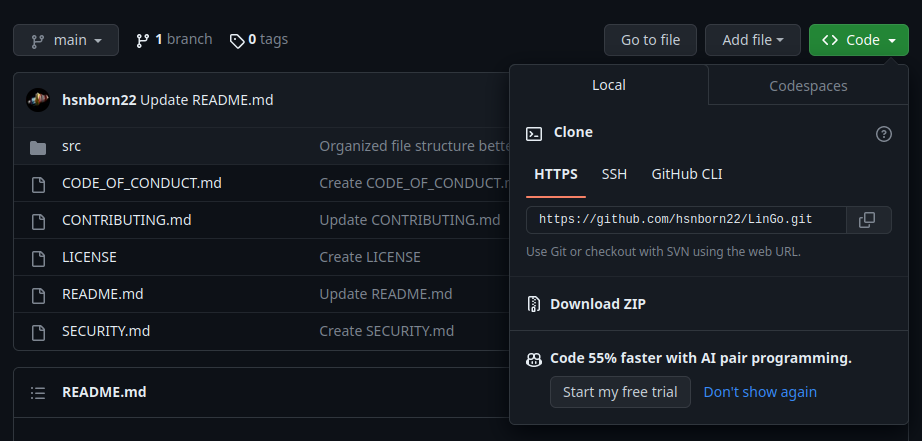 main 1 branch 0 tags Go to file Add file <> Code
hsnborn22 Update README.md
Local Codespaces
Clone
HTTPS SSH GitHub CLI
https://github.com/hsnborn22/LinGo.git
Use Git or checkout with SVN using the web URL.
Download ZIP
Code 55% faster with AI pair programming.
Start my free trial Don't show again
src Organized file structure bette
CODE_OF_CONDUCT.md Create CODE_OF_CONDUCT.r
CONTRIBUTING.md Update CONTRIBUTING.md
LICENSE Create LICENSE
README.md Update README.md
SECURITY.md Create SECURITY.md
README.md